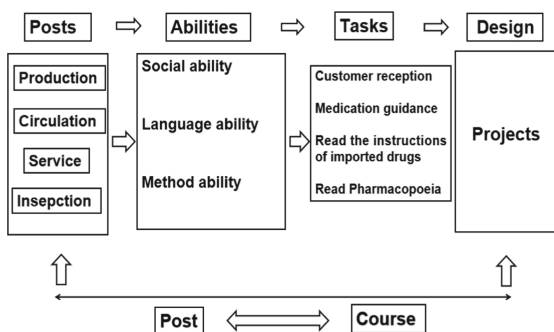 Posts
Abilities
Tasks
Design
Production
Circulation
Service
Insepction
Social ability
Language ability
Method ability
Customer reception
Medication guidance
Read the instructions
of imported drugs
Read Pharmacopoeia
Projects
Post
Course